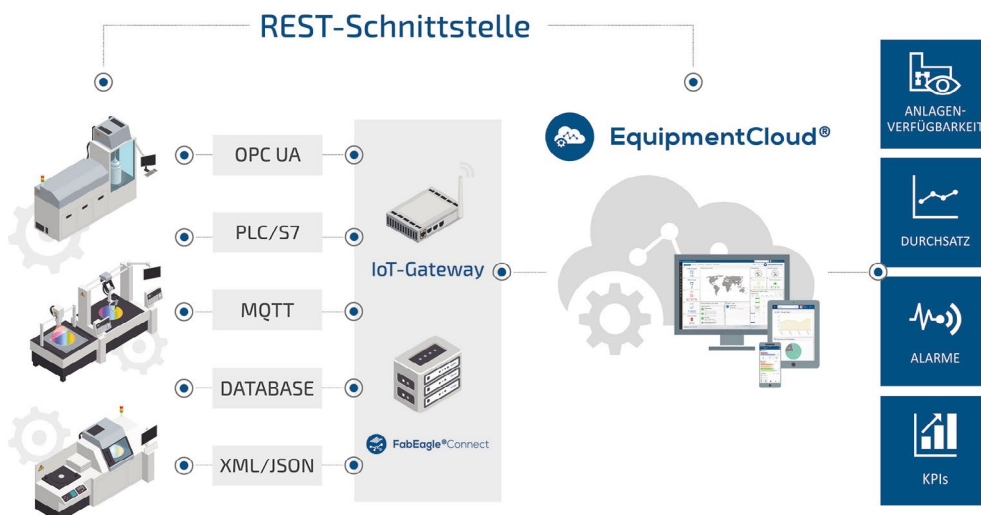 REST-Schnittstelle
OPC UA
PLC/S7
MQTT
DATABASE
XML/JSON
IoT-Gateway
FabEagle®Connect
EquipmentCloud®
ANLAGEN-
VERFÜGBARKEIT
DURCHSATZ
ALARME
KPIs